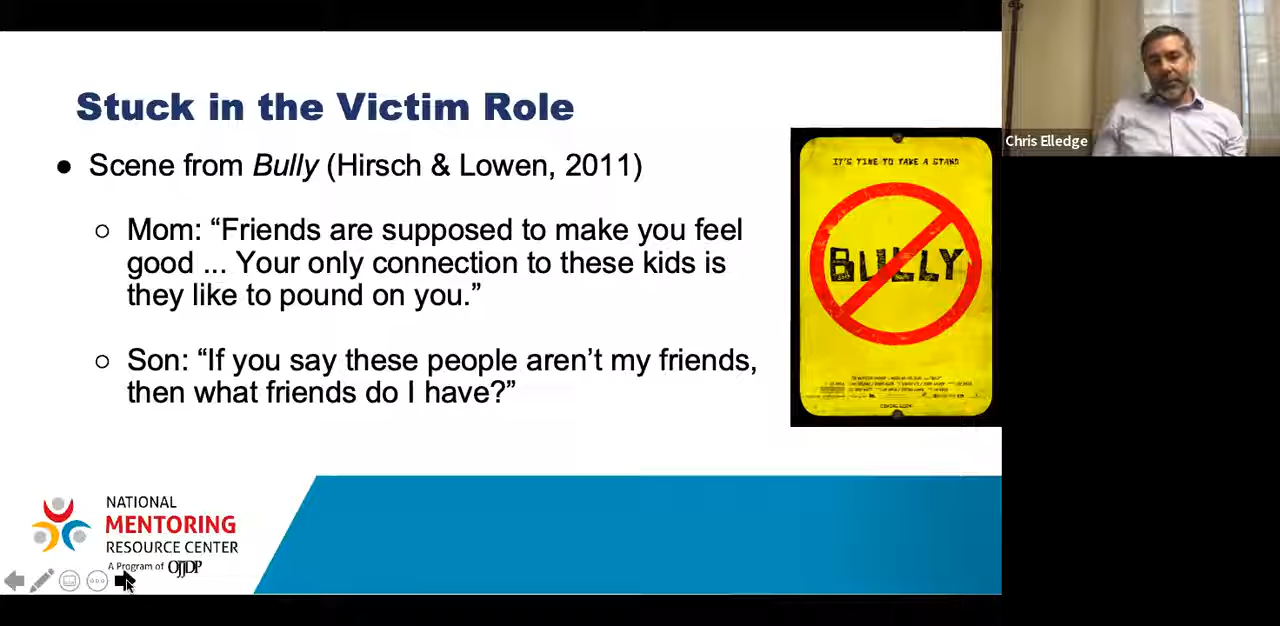 Stuck in the Victim Role
● Scene from Bully (Hirsch & Lowen, 2011)
○ Mom: “Friends are supposed to make you feel
good ... Your only connection to these kids is
they like to pound on you.”
○ Son: “If you say these people aren’t my friends,
then what friends do I have?”
IT'S TIME TO TAKE A STAND
BULLY
COMING SOON
NATIONAL
MENTORING
RESOURCE CENTER
A Program of OJJDP
Chris Elledge